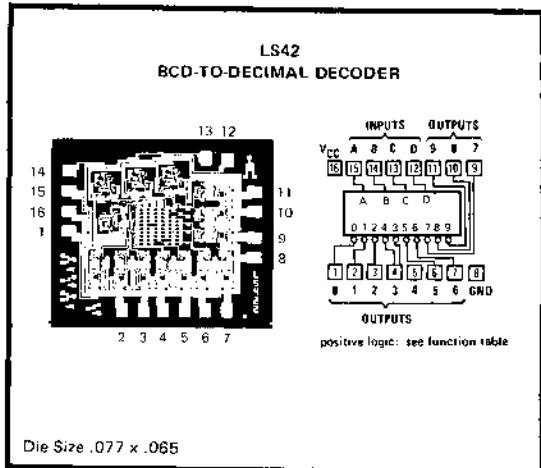 LS42
BCD-TO-DECIMAL DECODER
13 12
14
15
16
1
11
10
9
8
2 3 4 5 6 7
INPUTS OUTPUTS
VCC A B C D 9 8 7
16 15 14 13 12 11 10 9
A B C D
0 1 2 4 3 5 6 7 8 9
1 2 3 4 5 6 7 8
0 1 2 3 4 5 6 GND
OUTPUTS
positive logic: see function table
Die Size .077 x .065